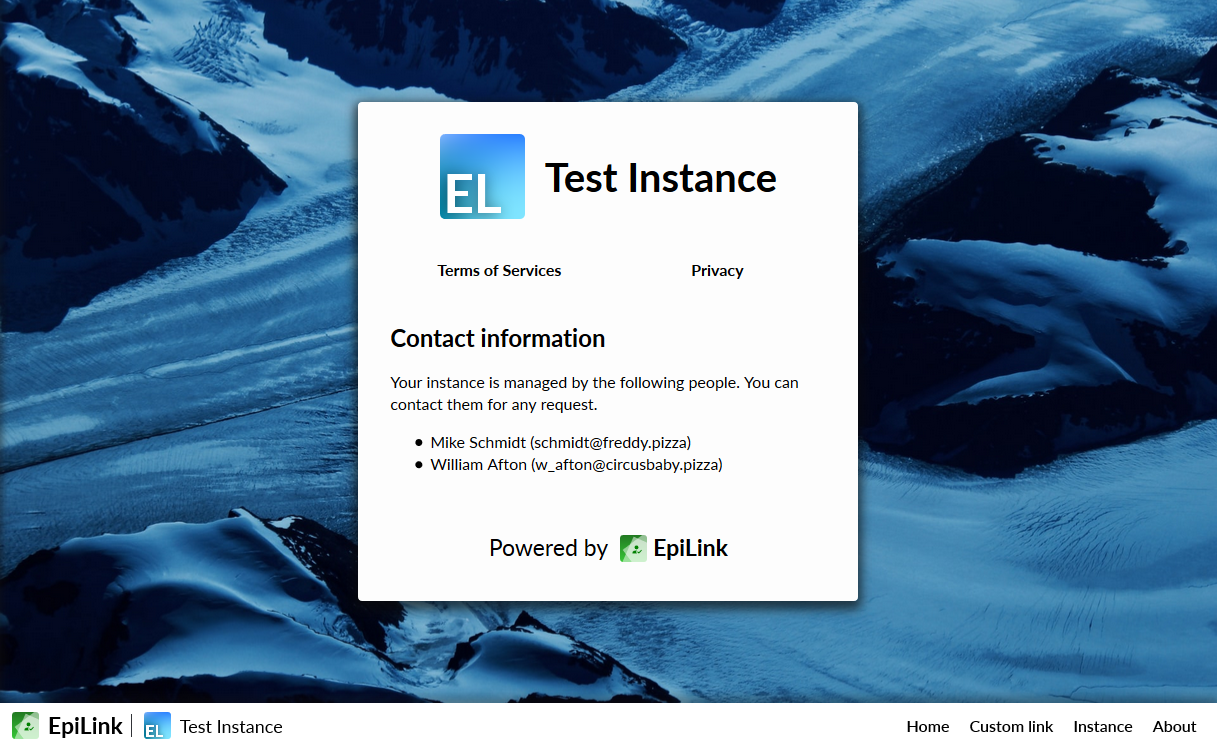 EL
Test Instance
Terms of Services
Privacy
Contact information
Your instance is managed by the following people. You can
contact them for any request.
Mike Schmidt (schmidt@freddy.pizza)
William Afton (w_afton@circusbaby.pizza)
Powered by EpiLink
EpiLink
EL
Test Instance
Home
Custom link
Instance
About